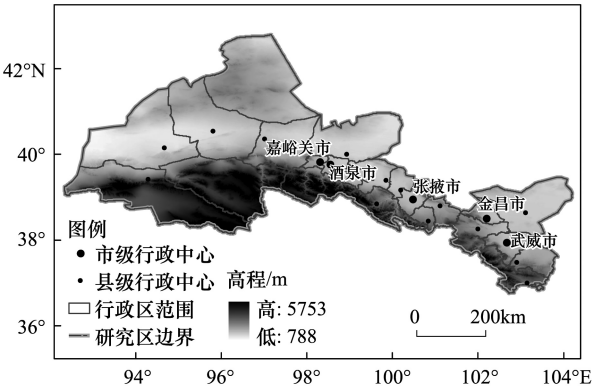 42°N
40°
38°
36°
嘉峪关市
酒泉市
张掖市
金昌市
武威市
图例
市级行政中心
县级行政中心
行政区范围
研究区边界
高程/m
高: 5753
低: 788
0 200km
94° 96° 98° 100° 102° 104°E